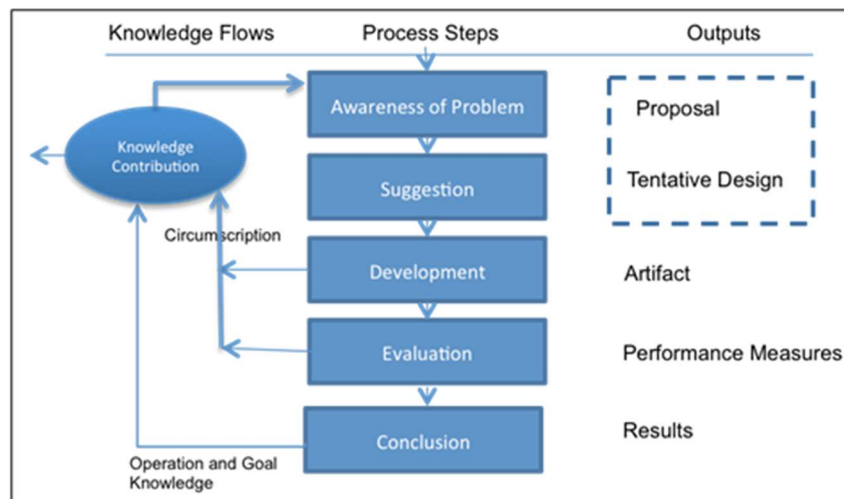 Knowledge Flows
Process Steps
Outputs
Awareness of Problem
Proposal
Knowledge
Contribution
Suggestion
Tentative Design
Circumscription
Development
Artifact
Evaluation
Performance Measures
Conclusion
Results
Operation and Goal
Knowledge